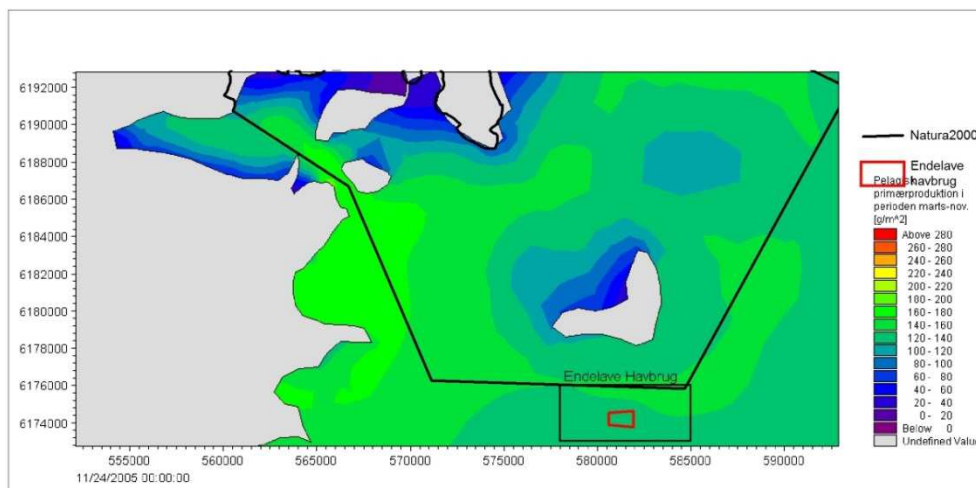 6192000
6190000
6188000
6186000
6184000
6182000
6180000
6178000
6176000
6174000
Endelave Havbrug
555000 560000 565000 570000 575000 580000 585000 590000
11/24/2005 00:00:00
Natura2000
Endelave
havbrug
Pelagisk
primærproduktion i
perioden marts-nov.
[g/m^2]
Above 280
260 - 280
240 - 260
220 - 240
200 - 220
180 - 200
160 - 180
140 - 160
120 - 140
100 - 120
80 - 100
60 - 80
40 - 60
20 - 40
0 - 20
Below 0
Undefined Value